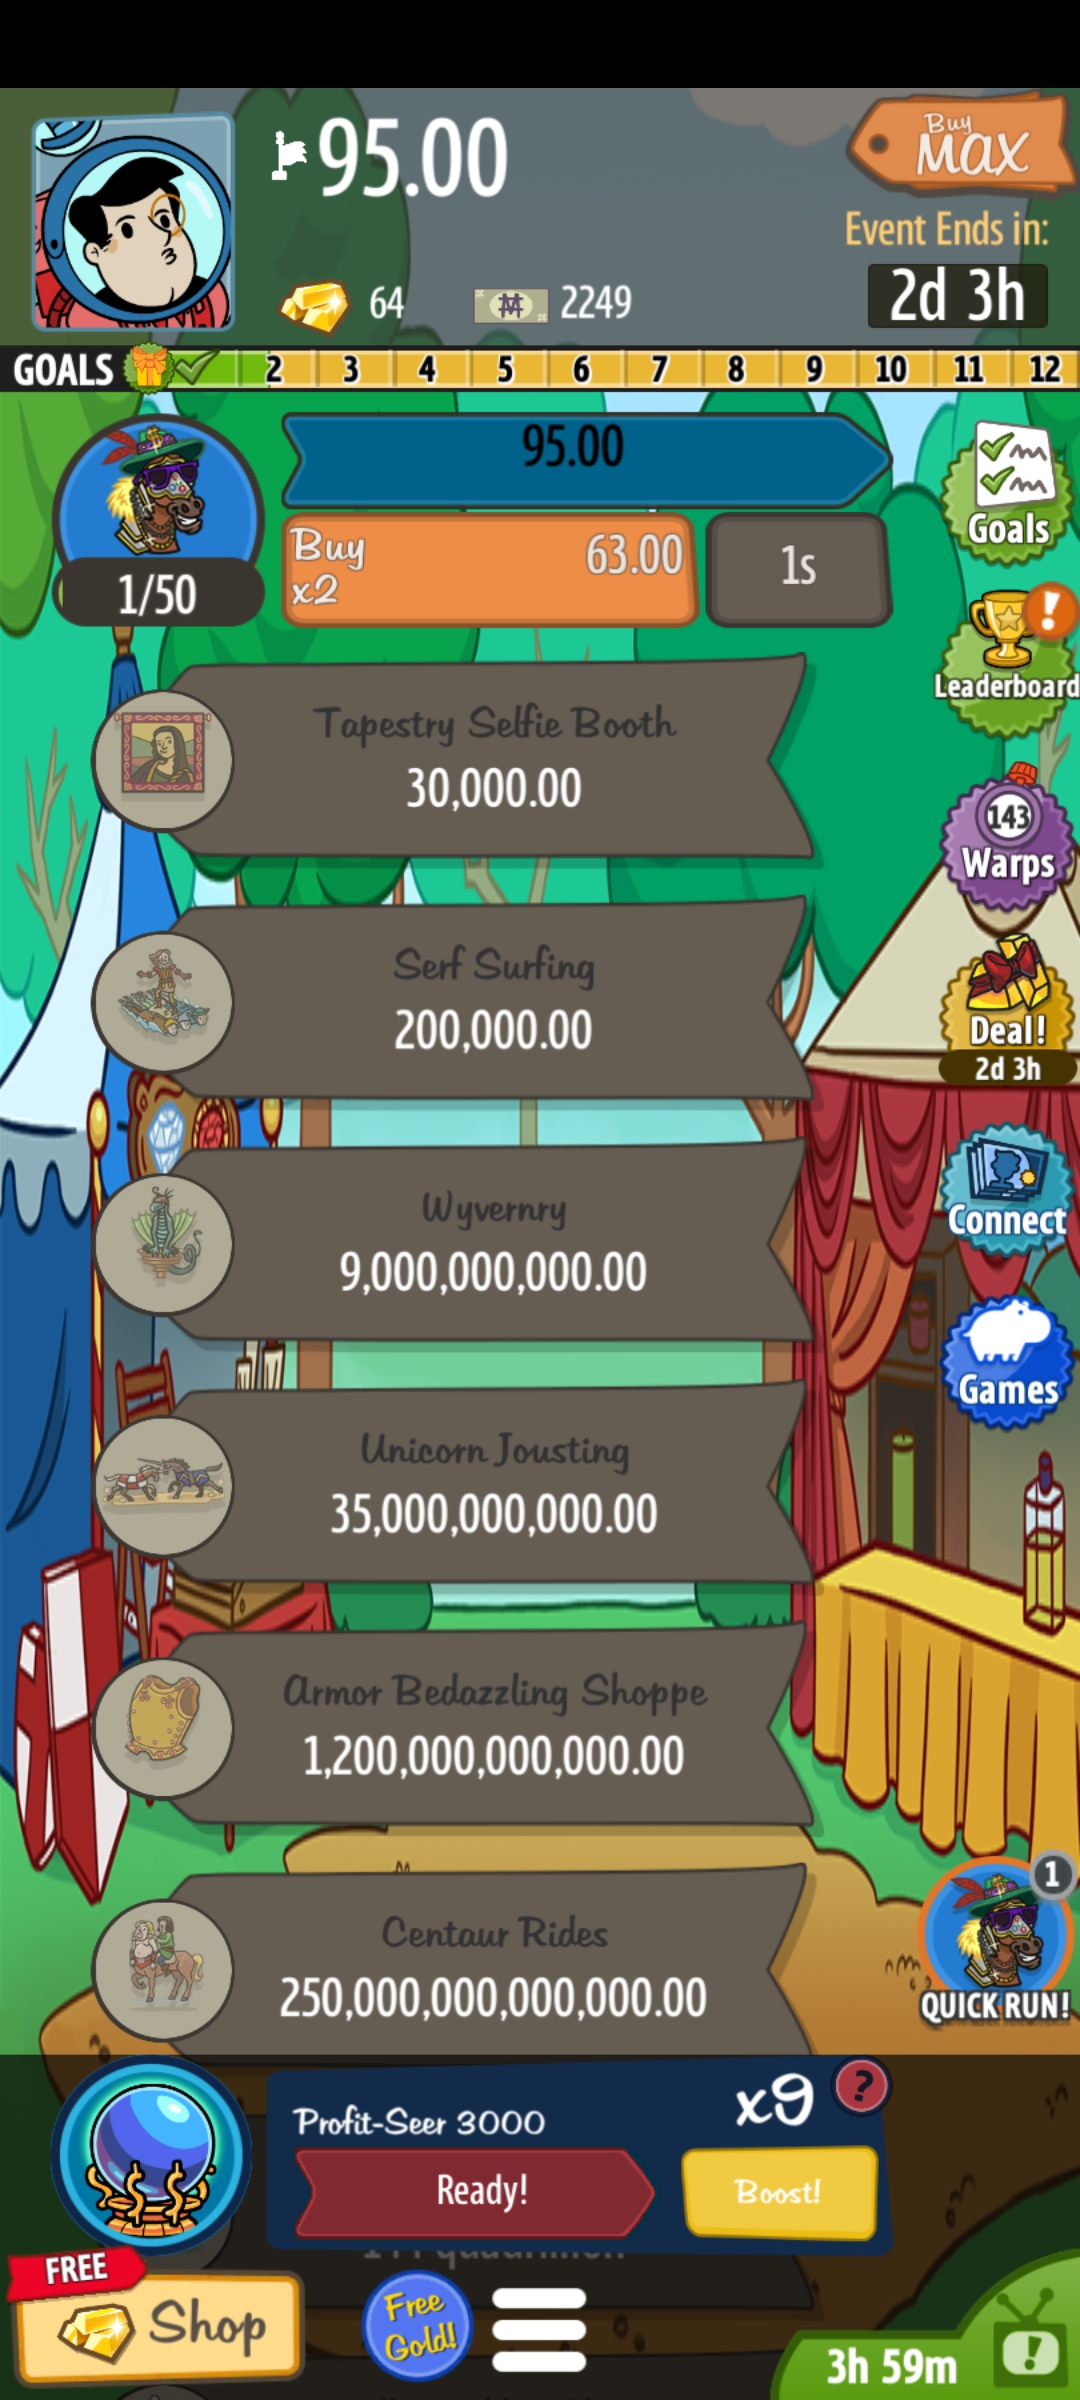 95.00
Buy
MAX
Event Ends in:
2d 3h
64
2249
GOALS 2 3 4 5 6 7 8 9 10 11 12
95.00
1/50
Buy
x2
63.00
1s
Goals
!
Leaderboard
Tapestry Selfie Booth
30,000.00
143
Warps
Serf Surfing
200,000.00
Deal!
2d 3h
Wyvernry
9,000,000,000.00
Connect
Games
Unicorn Jousting
35,000,000,000.00
Armor Bedazzling Shoppe
1,200,000,000,000.00
Centaur Rides
250,000,000,000,000.00
1
QUICK RUN!
Profit-Seer 3000
x9
?
Ready!
Boost!
FREE
Shop
Free
Gold!
3h 59m
!